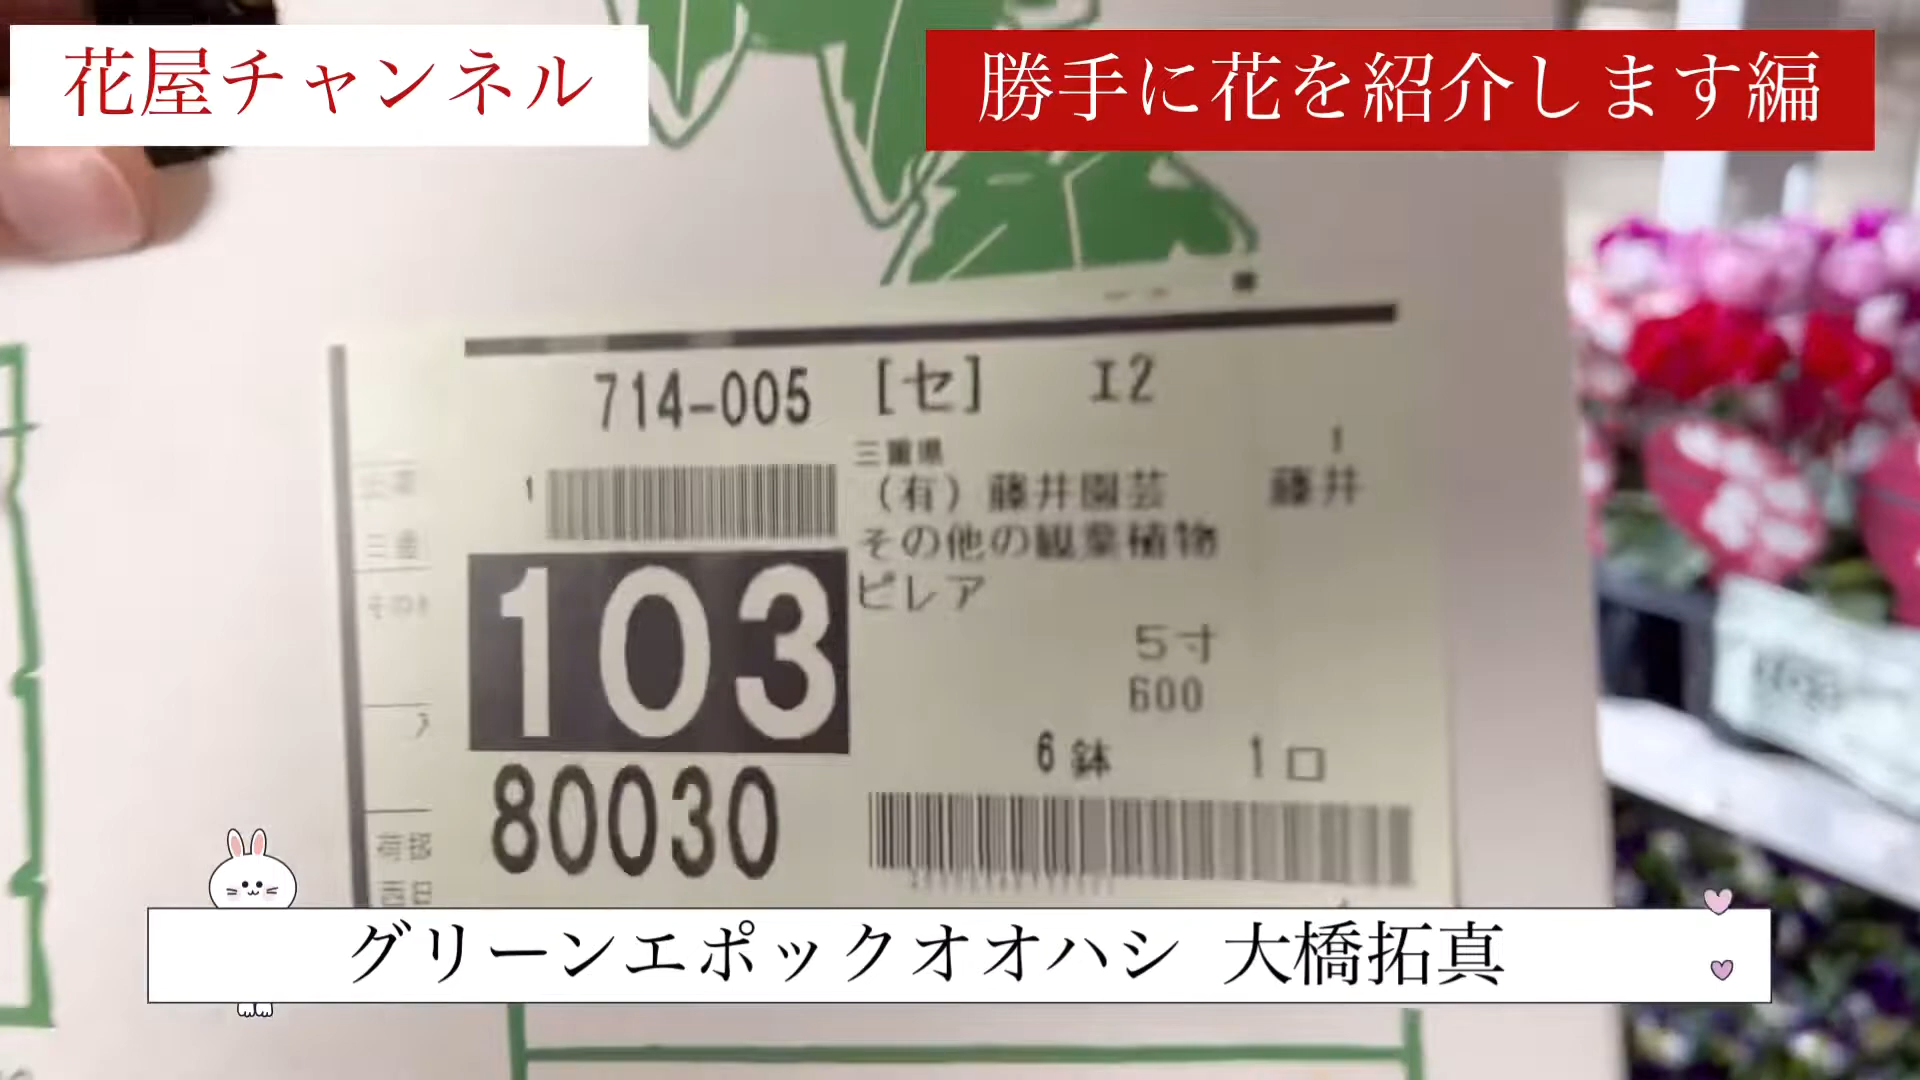 花屋チャンネル
勝手に花を紹介します編
714-005 [セ] I2
三重県
1
1
(有) 藤井園芸 藤井
その他の観葉植物
ピレア
103
5寸
600
6 鉢 1 口
80030
グリーンエポックオオハシ 大橋拓真